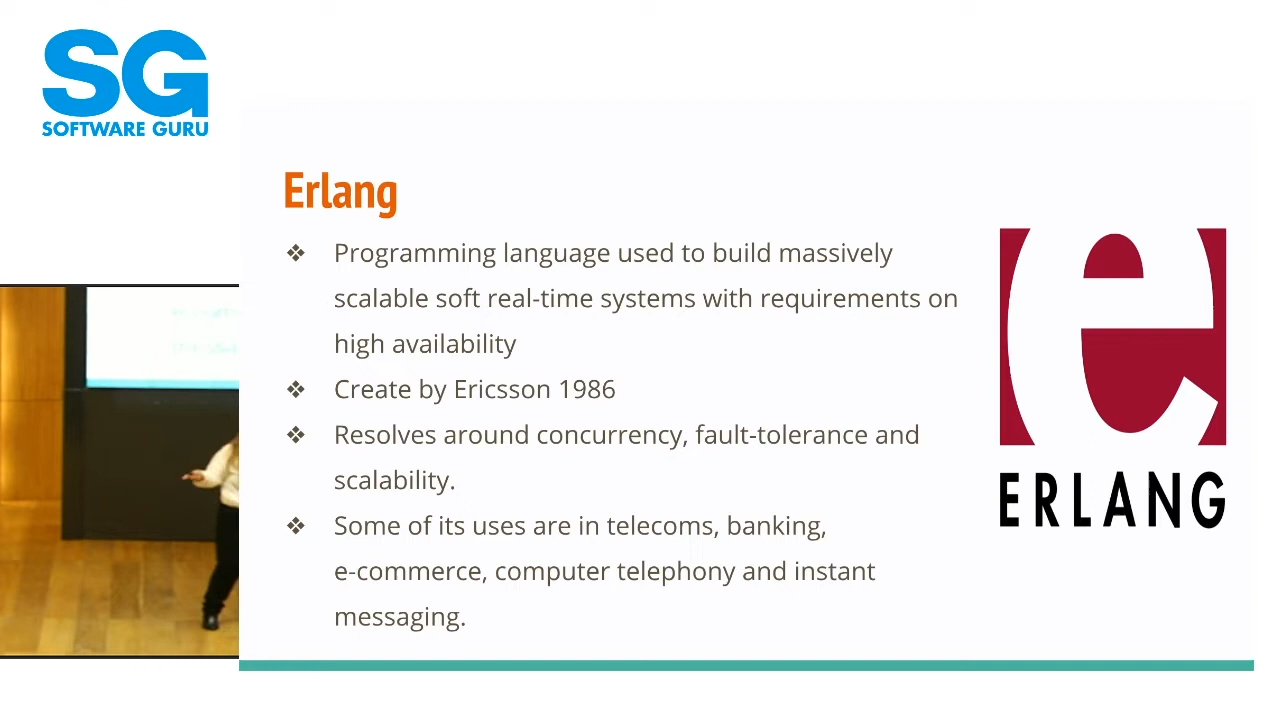 SG
SOFTWARE GURU
Erlang
❖ Programming language used to build massively
scalable soft real-time systems with requirements on
high availability
❖ Create by Ericsson 1986
❖ Resolves around concurrency, fault-tolerance and
scalability.
❖ Some of its uses are in telecoms, banking,
e-commerce, computer telephony and instant
messaging.
e
ERLANG